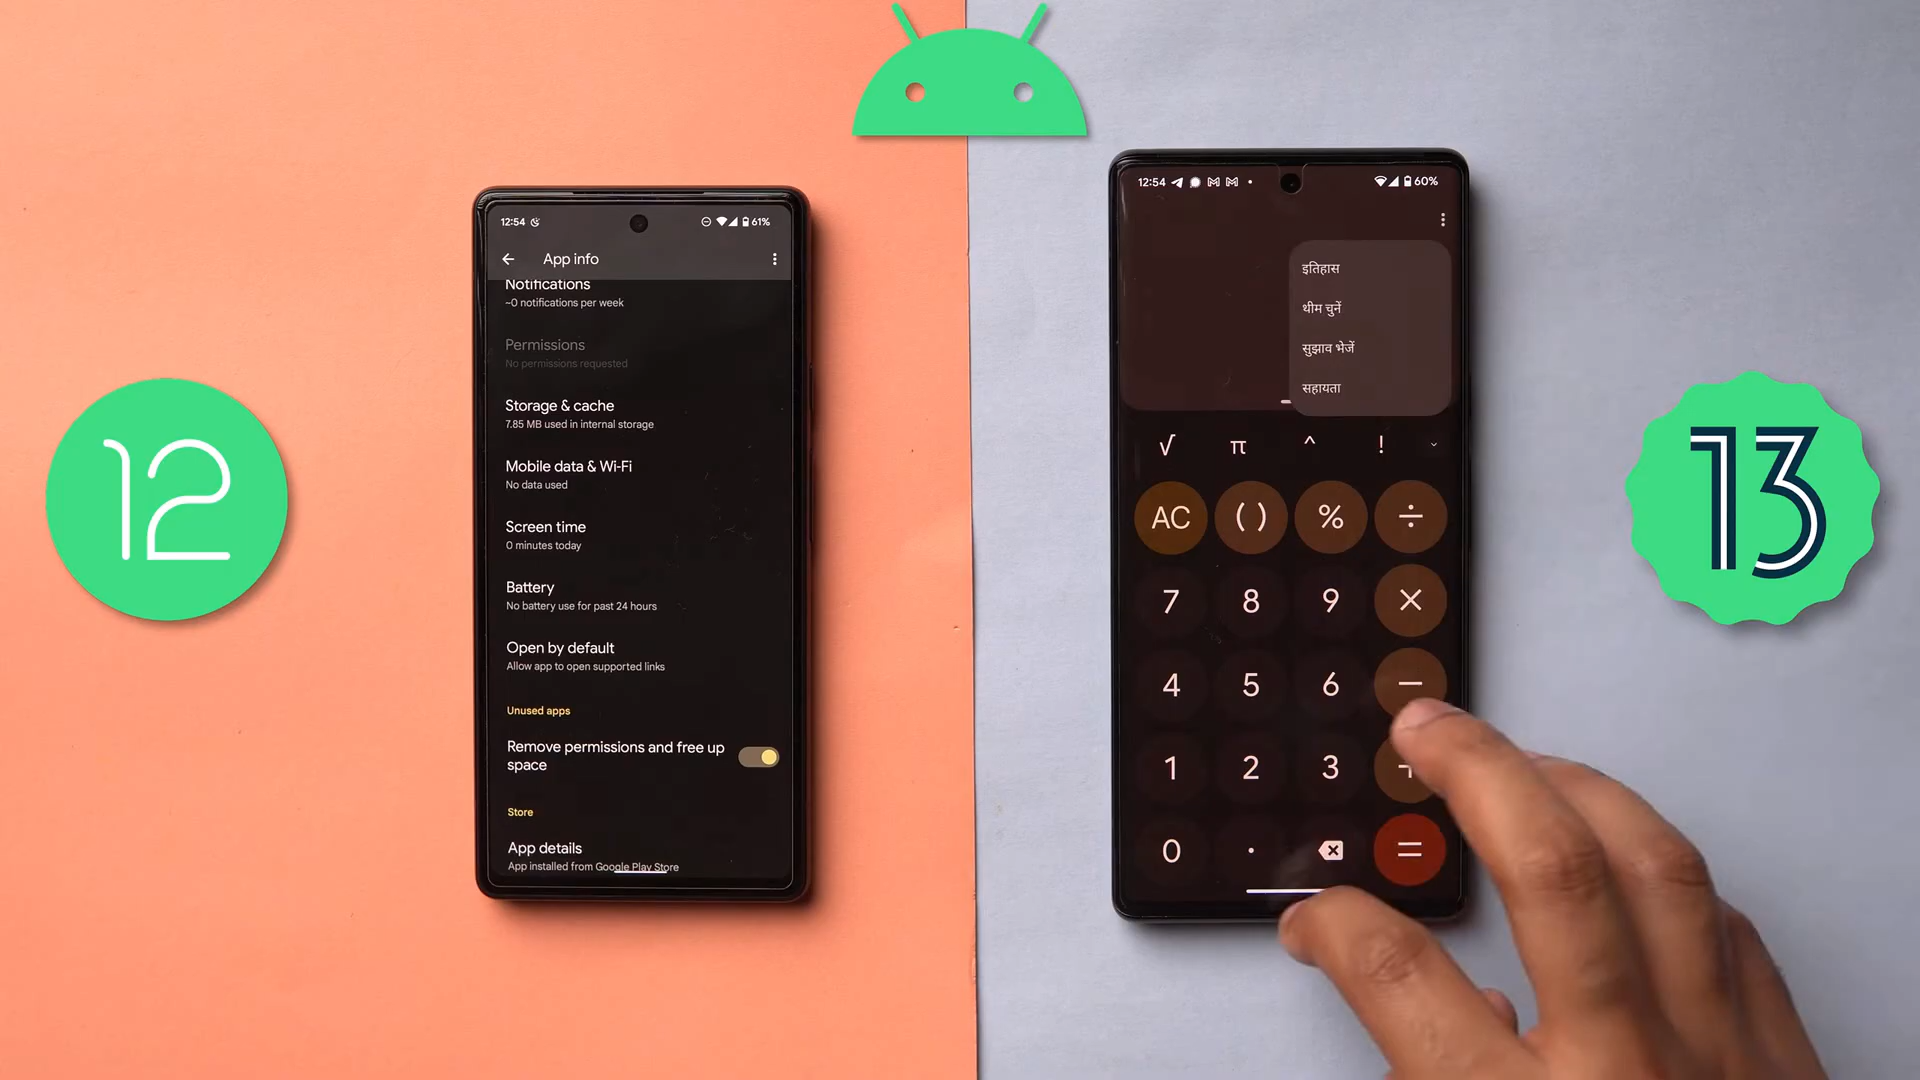 12
12:54
61%
App info
Notifications
~0 notifications per week
Permissions
No permissions requested
Storage & cache
7.85 MB used in internal storage
Mobile data & Wi-Fi
No data used
Screen time
0 minutes today
Battery
No battery use for past 24 hours
Open by default
Allow app to open supported links
Unused apps
Remove permissions and free up
space
Store
App details
App installed from Google Play Store
12:54
60%
इतिहास
थीम चुनें
सुझाव भेजें
सहायता
√ π ^ !
AC ( ) % ÷
7 8 9 ×
4 5 6 −
1 2 3 +
0 . =
13